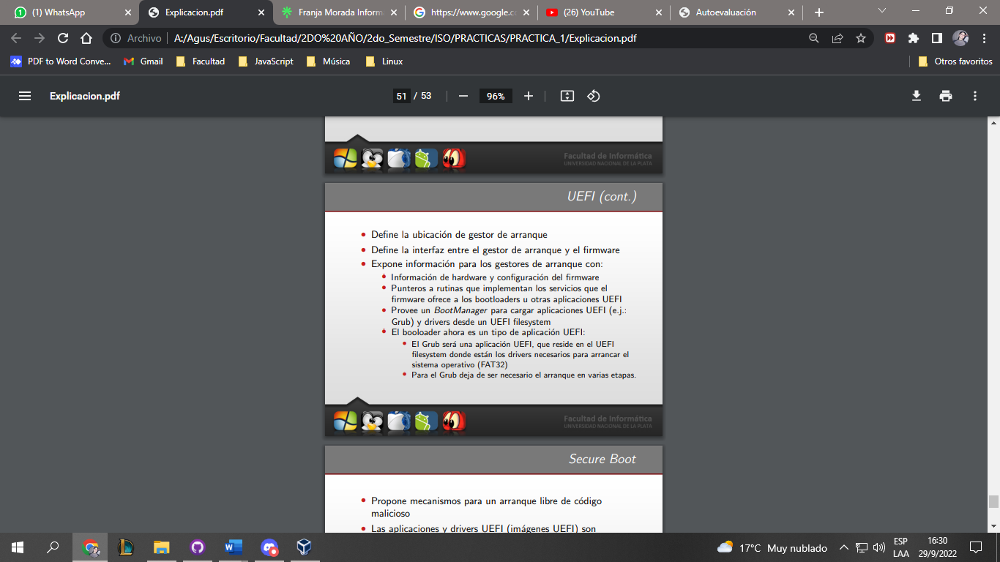 (1) WhatsApp
Explicacion.pdf
Franja Morada Inform
https://www.google.co
(26) YouTube
Autoevaluación
Archivo
A:/Agus/Escritorio/Facultad/2DO%20AÑO/2do_Semestre/ISO/PRACTICAS/PRACTICA_1/Explicacion.pdf
PDF to Word Conve...
Gmail
Facultad
JavaScript
Música
Linux
Otros favoritos
Explicacion.pdf
51 / 53
96%
Facultad de Informática
UNIVERSIDAD NACIONAL DE LA PLATA
UEFI (cont.)
Define la ubicación de gestor de arranque
Define la interfaz entre el gestor de arranque y el firmware
Expone información para los gestores de arranque con:
Información de hardware y configuración del firmware
Punteros a rutinas que implementan los servicios que el
firmware ofrece a los bootloaders u otras aplicaciones UEFI
Provee un BootManager para cargar aplicaciones UEFI (e.j.:
Grub) y drivers desde un UEFI filesystem
El booloader ahora es un tipo de aplicación UEFI:
El Grub será una aplicación UEFI, que reside en el UEFI
filesystem donde están los drivers necesarios para arrancar el
sistema operativo (FAT32)
Para el Grub deja de ser necesario el arranque en varias etapas.
Facultad de Informática
UNIVERSIDAD NACIONAL DE LA PLATA
Secure Boot
Propone mecanismos para un arranque libre de código
malicioso
Las aplicaciones y drivers UEFI (imágenes UEFI) son
17°C Muy nublado
ESP
LAA
16:30
29/9/2022